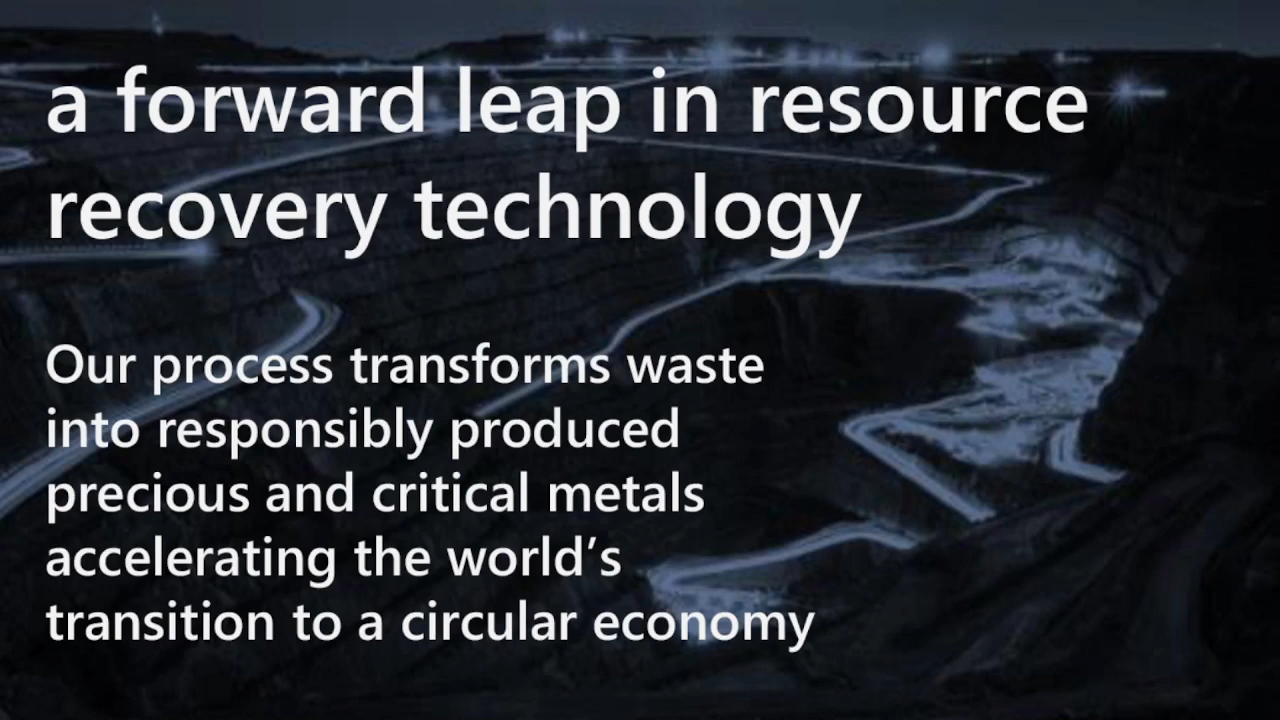 a forward leap in resource
recovery technology
Our process transforms waste
into responsibly produced
precious and critical metals
accelerating the world’s
transition to a circular economy